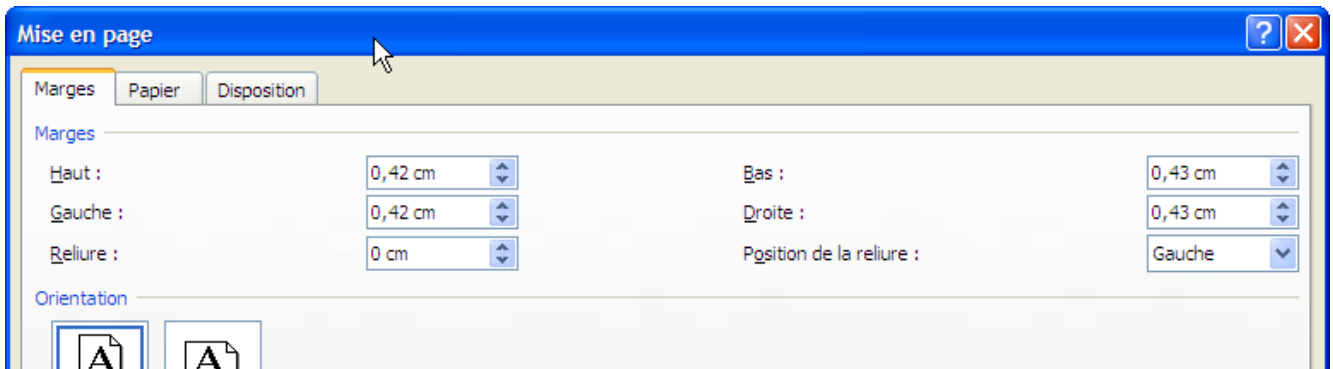 Mise en page
Marges Papier Disposition
Marges
Haut : 0,42 cm Bas : 0,43 cm
Gauche : 0,42 cm Droite : 0,43 cm
Reliure : 0 cm Position de la reliure : Gauche
Orientation
A A